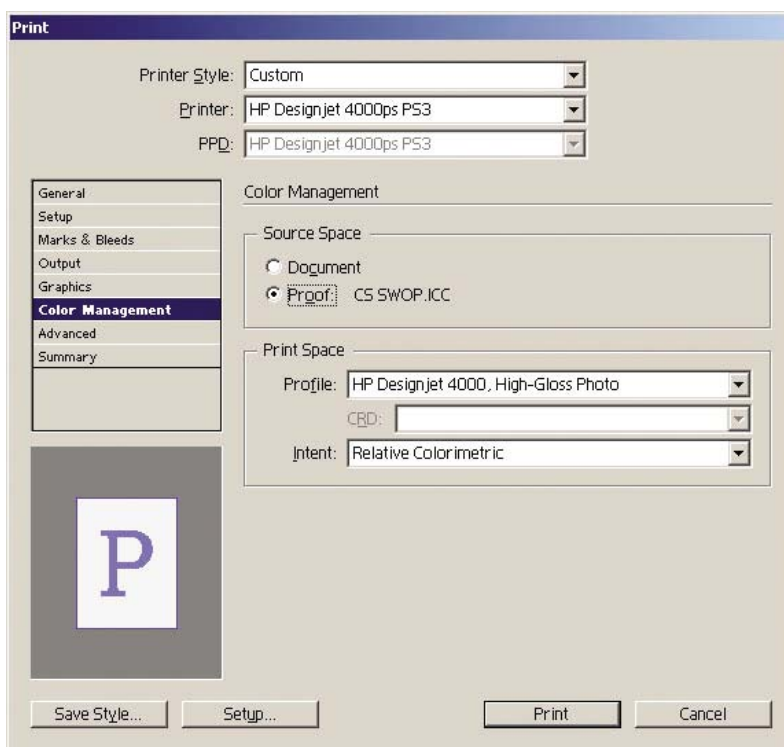 Print
Printer Style: Custom
Printer: HP Designjet 4000ps PS3
PPD: HP Designjet 4000ps PS3
General
Setup
Marks & Bleeds
Output
Graphics
Color Management
Advanced
Summary
Color Management
Source Space
Document
Proof: CS SWOP.ICC
Print Space
Profile: HP Designjet 4000, High-Gloss Photo
CRD:
Intent: Relative Colorimetric
P
Save Style... Setup... Print Cancel